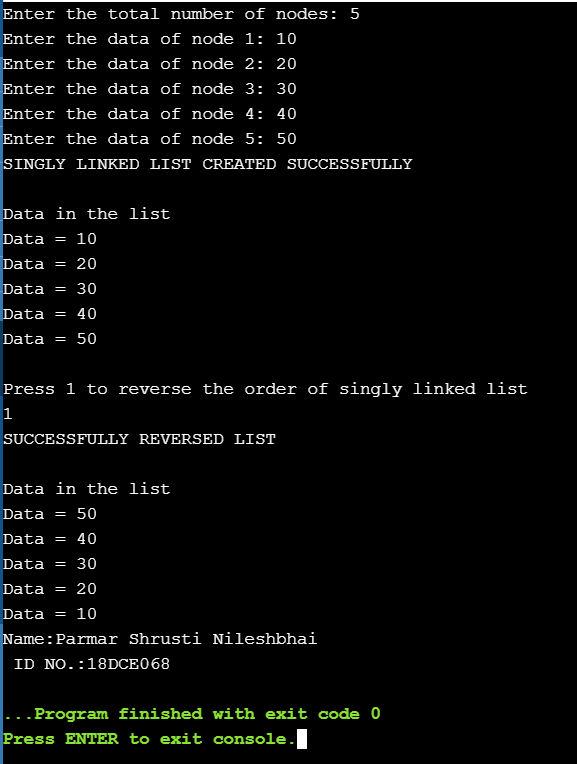 Enter the total number of nodes: 5
Enter the data of node 1: 10
Enter the data of node 2: 20
Enter the data of node 3: 30
Enter the data of node 4: 40
Enter the data of node 5: 50
SINGLY LINKED LIST CREATED SUCCESSFULLY
Data in the list
Data = 10
Data = 20
Data = 30
Data = 40
Data = 50
Press 1 to reverse the order of singly linked list
1
SUCCESSFULLY REVERSED LIST
Data in the list
Data = 50
Data = 40
Data = 30
Data = 20
Data = 10
Name:Parmar Shrusti Nileshbhai
ID NO.:18DCE068
...Program finished with exit code 0
Press ENTER to exit console.